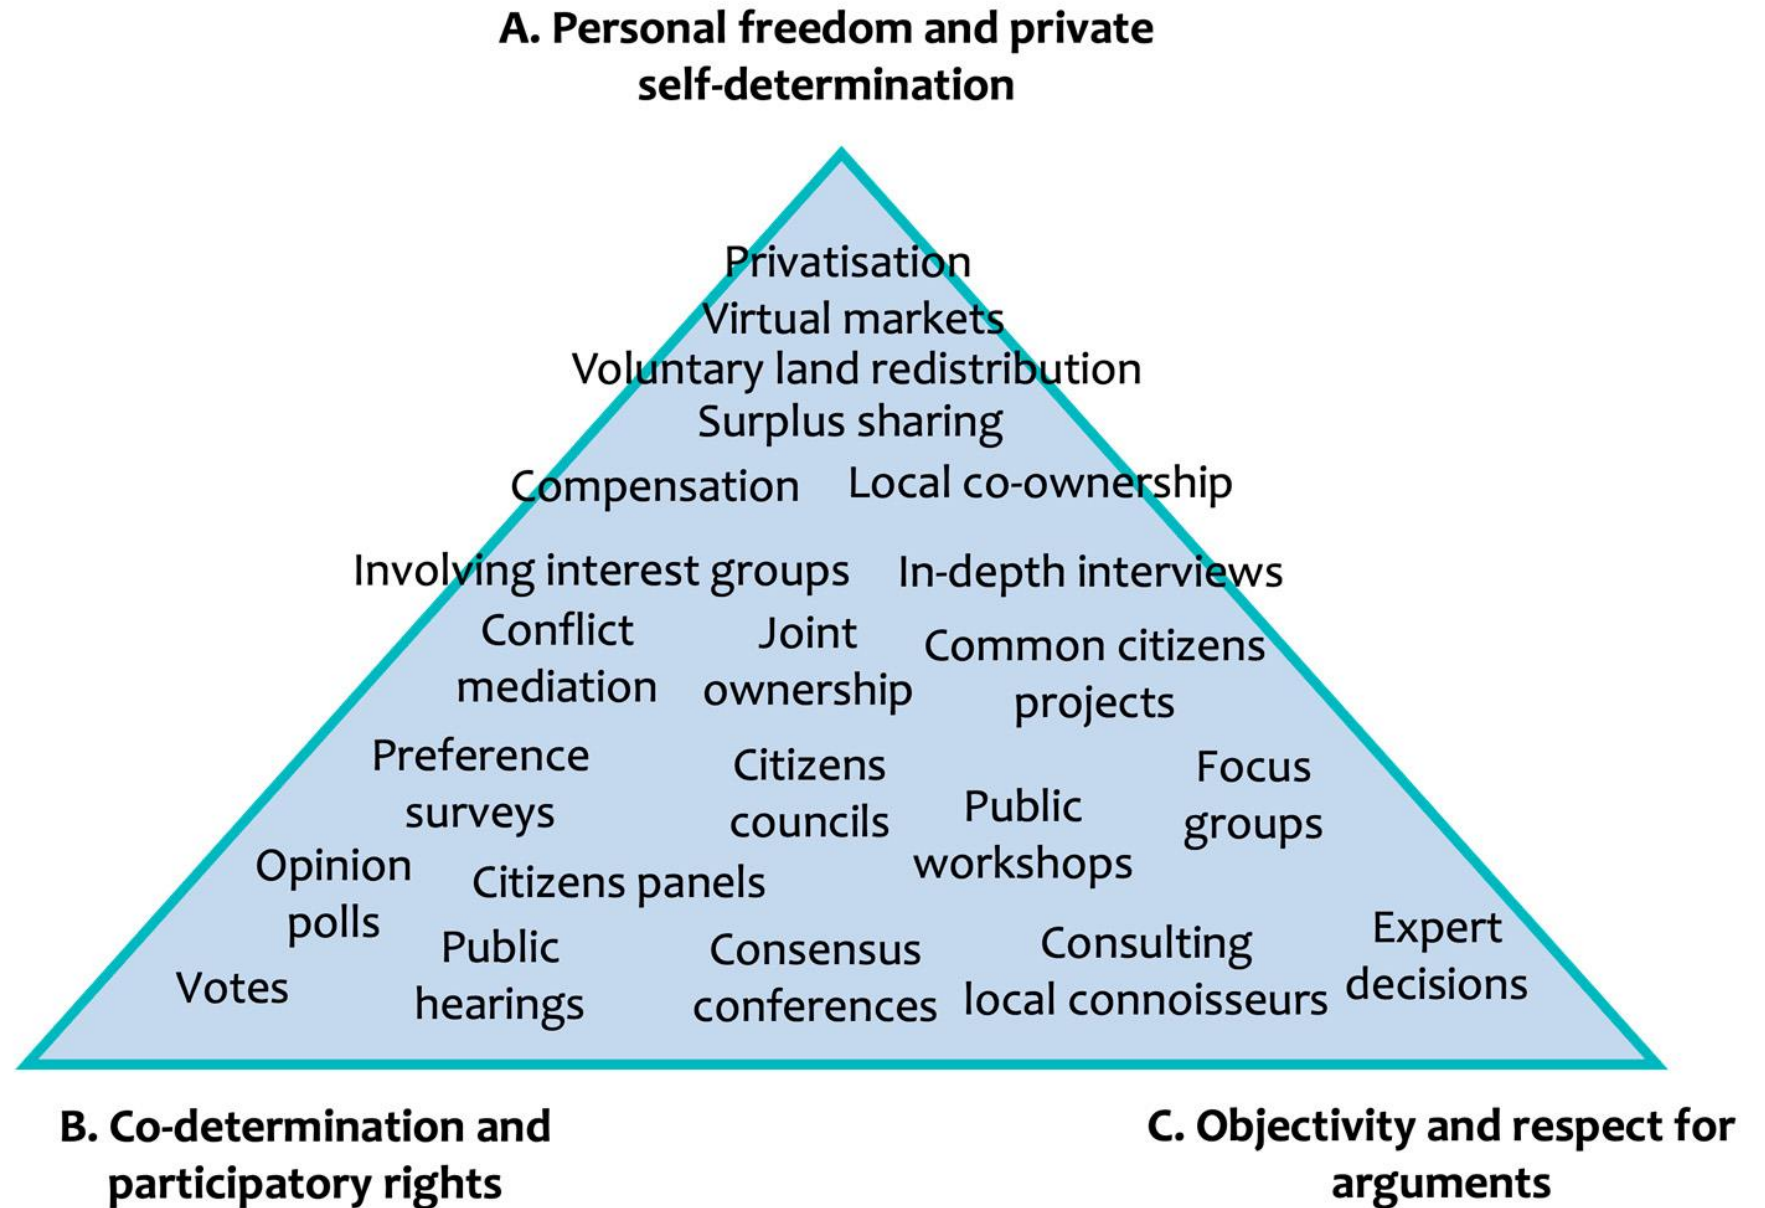 A. Personal freedom and private
self-determination
Privatisation
Virtual markets
Voluntary land redistribution
Surplus sharing
Compensation
Local co-ownership
Involving interest groups
In-depth interviews
Conflict
mediation
Joint
ownership
Common citizens
projects
Preference
surveys
Citizens
councils
Public
workshops
Focus
groups
Opinion
polls
Citizens panels
Votes
Public
hearings
Consensus
conferences
Consulting
local connoisseurs
Expert
decisions
B. Co-determination and
participatory rights
C. Objectivity and respect for
arguments